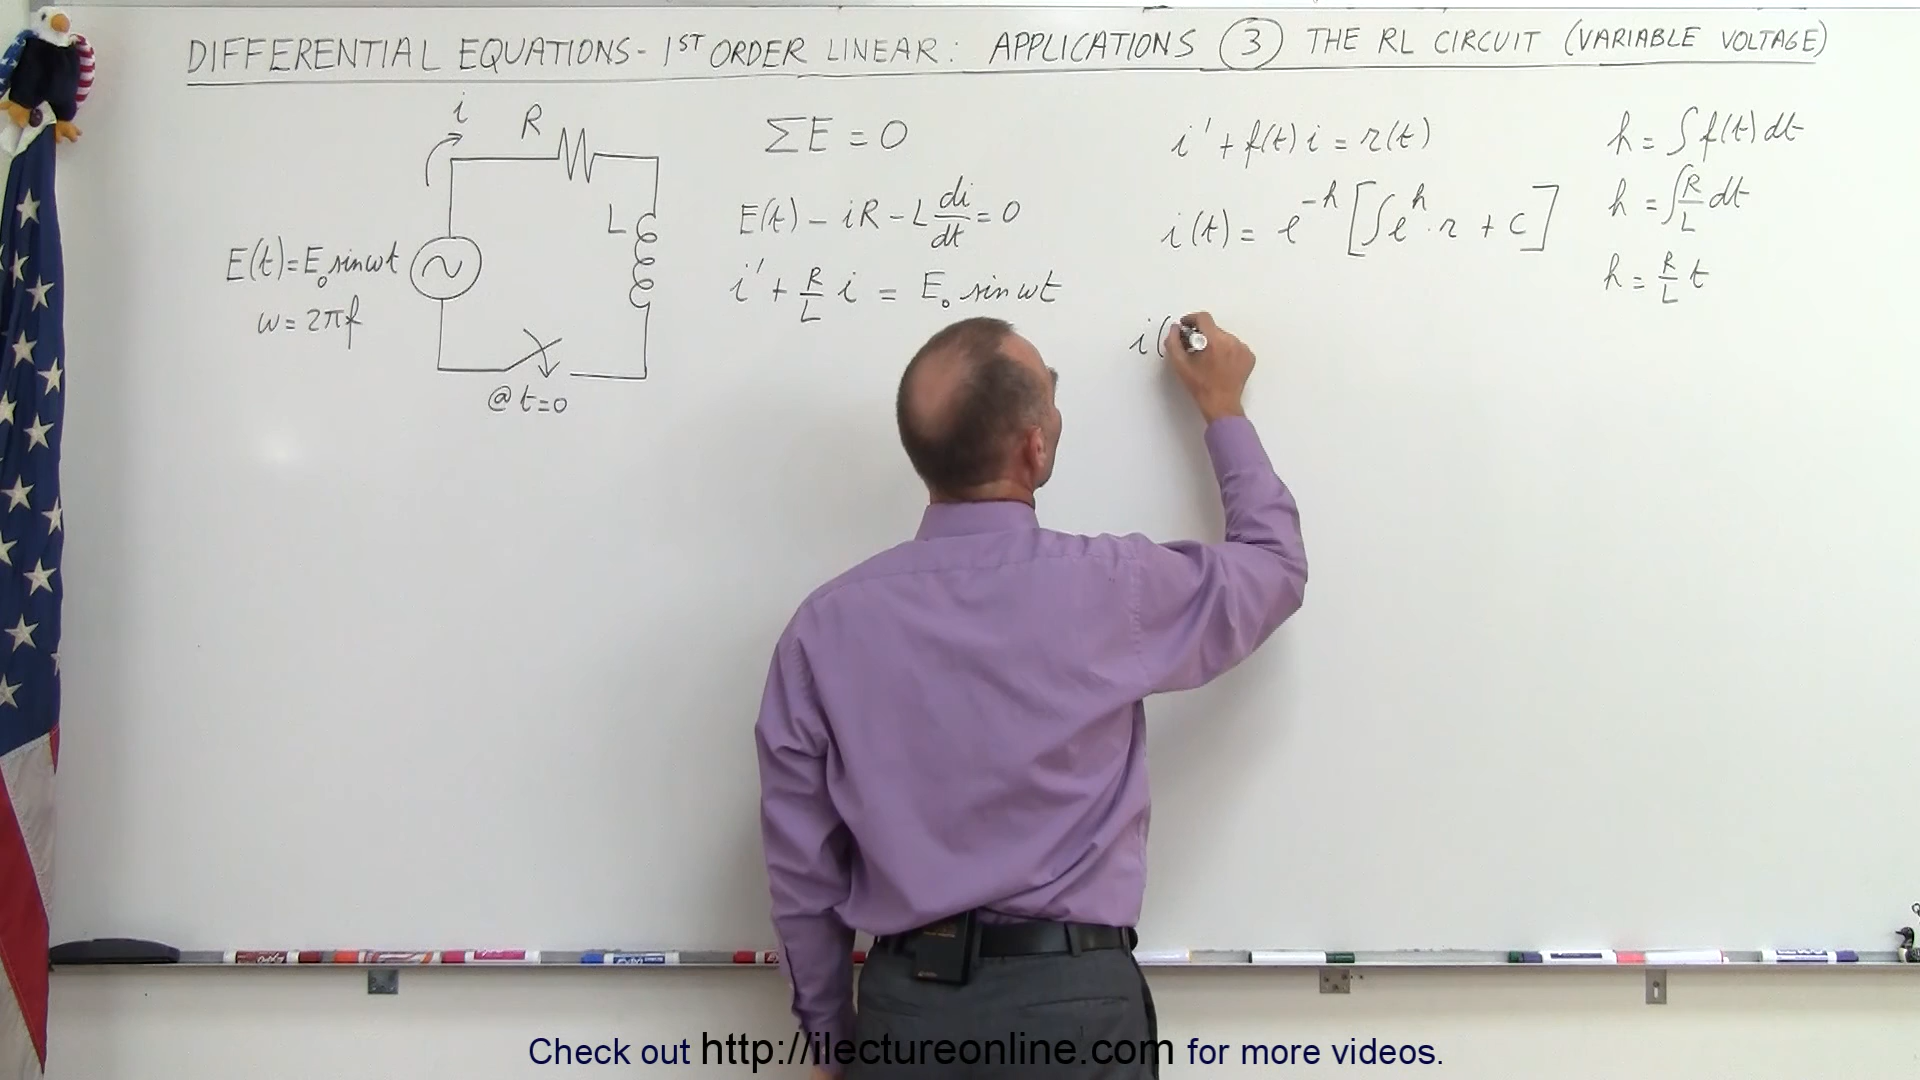 DIFFERENTIAL EQUATIONS - 1ST ORDER LINEAR: APPLICATIONS ③ THE RL CIRCUIT (VARIABLE VOLTAGE)
i
R
L
E(t) = E₀ sin ωt
ω = 2πf
@ t=0
ΣE = 0
E(t) - iR - L di/dt = 0
i' + R/L i = E₀ sin ωt
i' + f(t) i = r(t)
i(t) = e^-h [∫e^h · r + C]
i(
h = ∫f(t) dt
h = ∫R/L dt
h = R/L t
Check out http://ilectureonline.com for more videos.